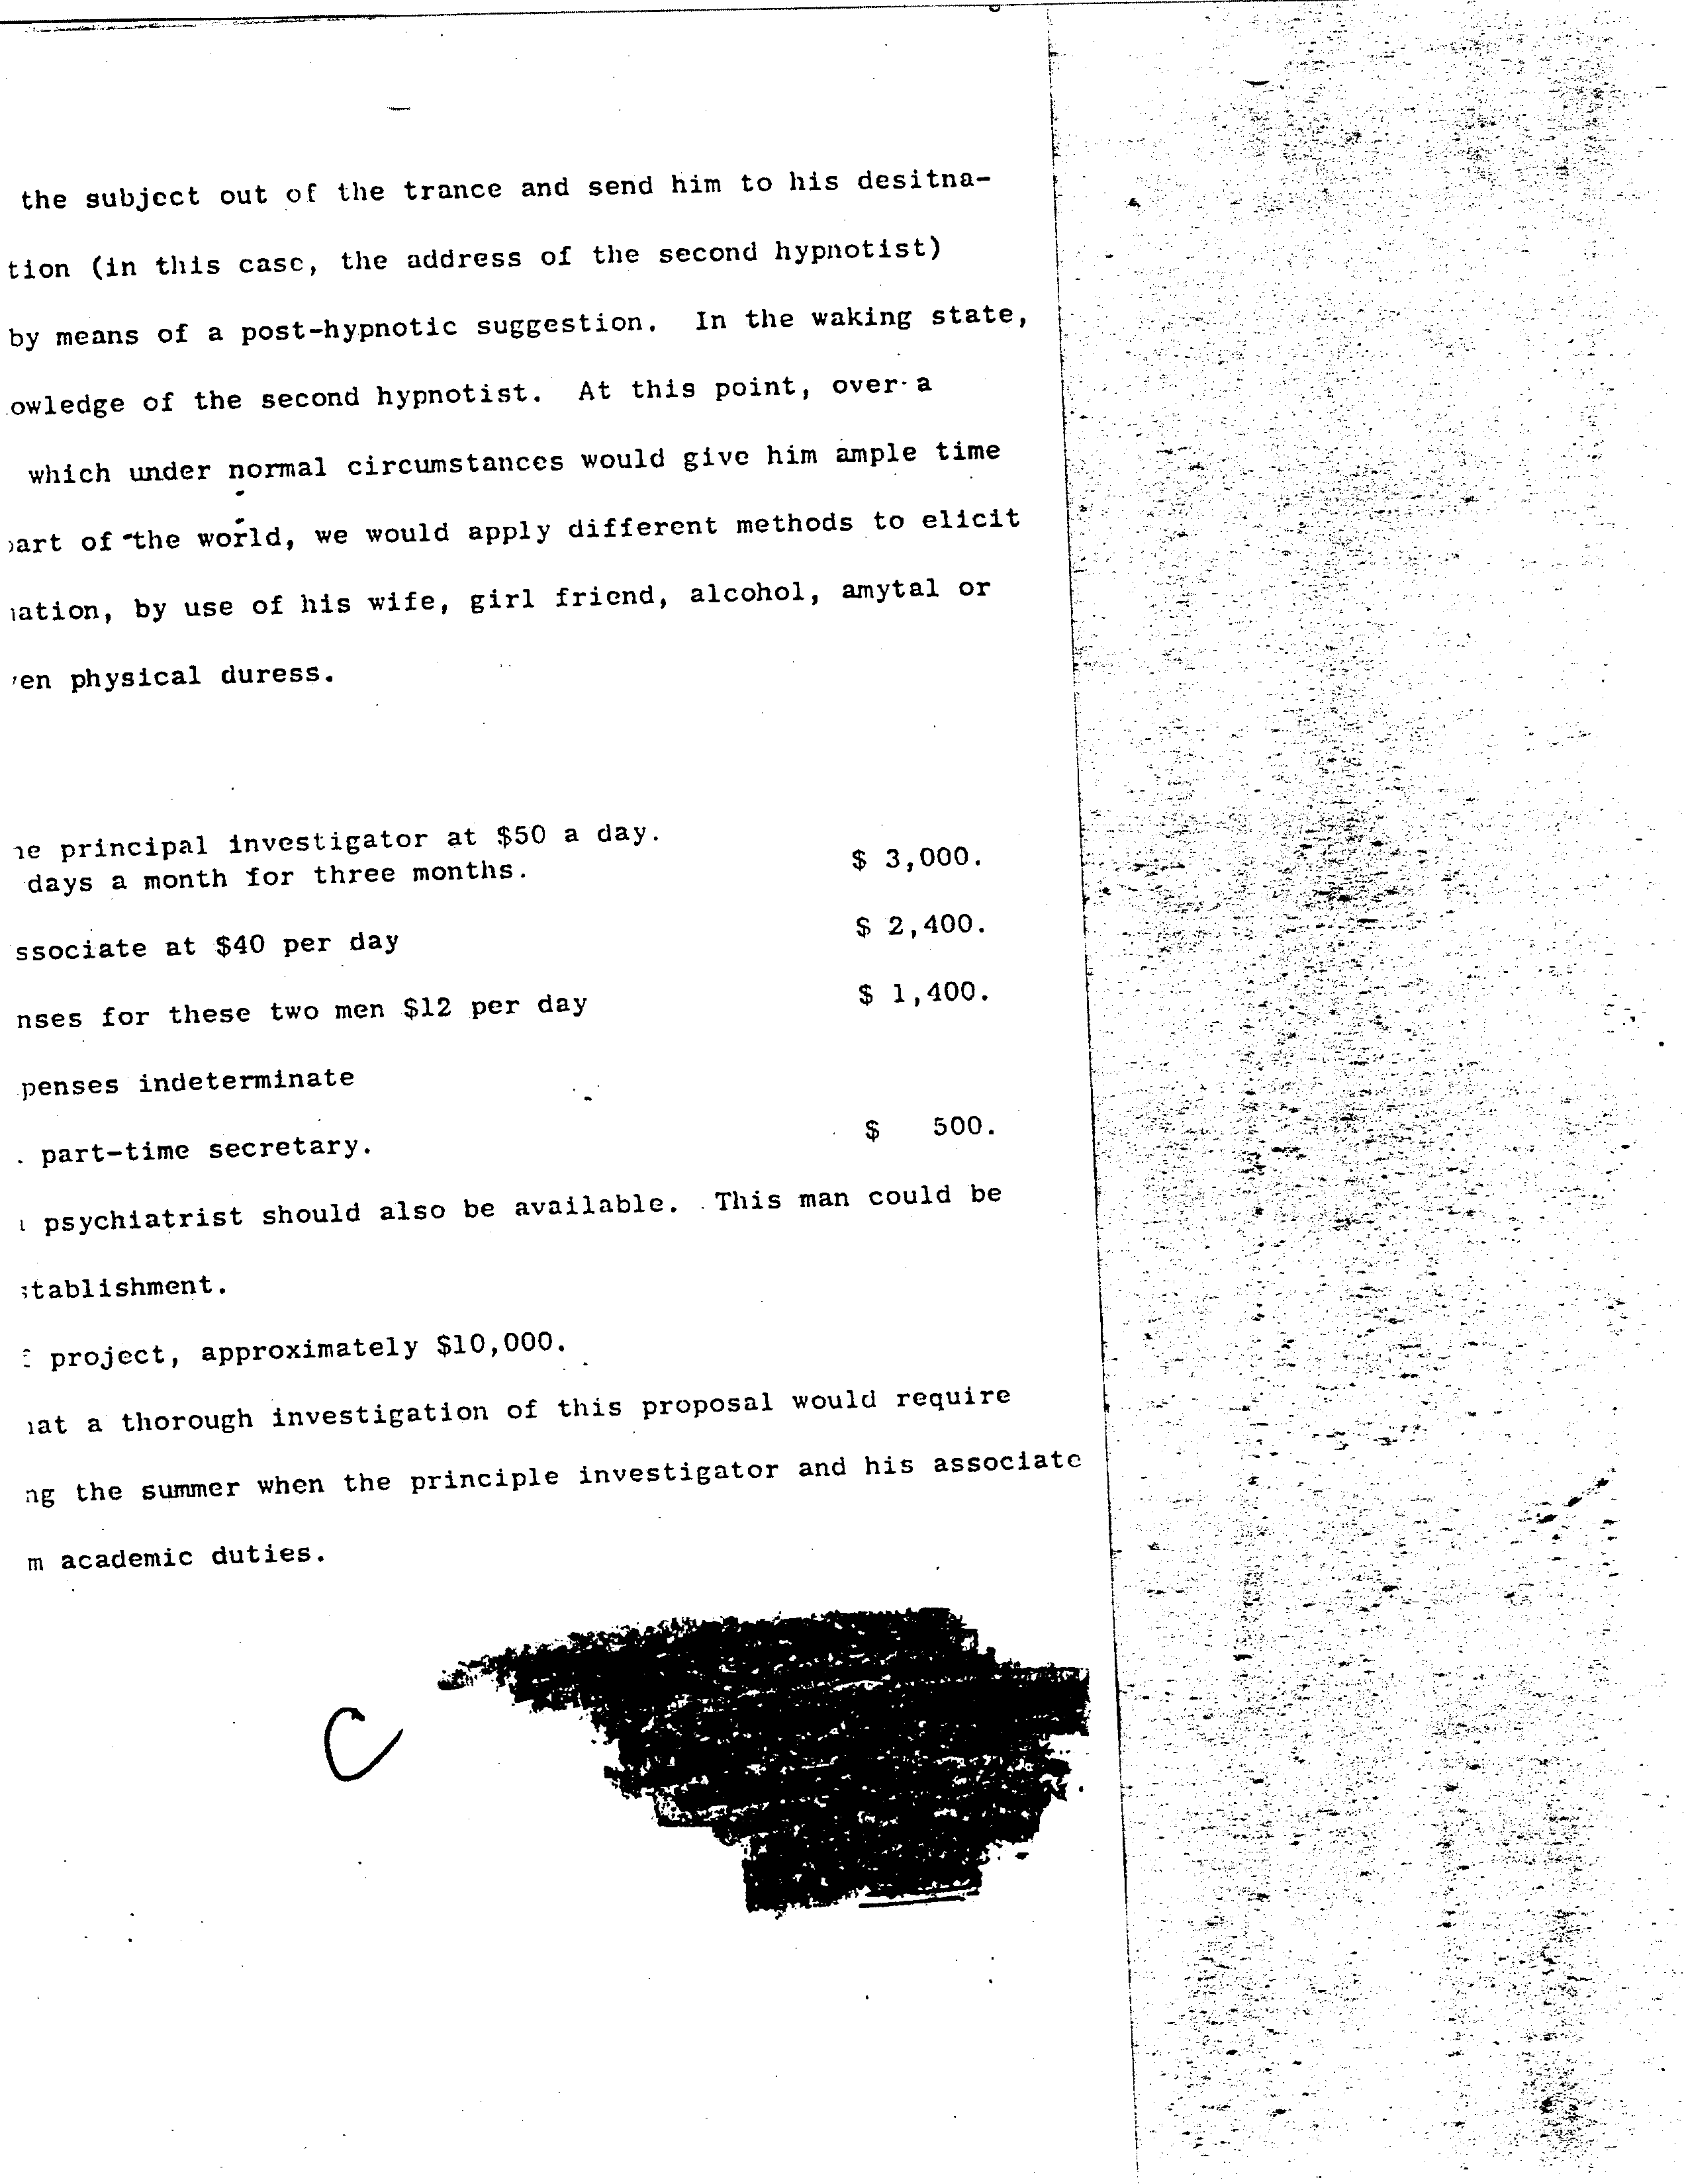 the subject out of the trance and send him to his desitna-
tion (in this case, the address of the second hypnotist)
by means of a post-hypnotic suggestion. In the waking state,
owledge of the second hypnotist. At this point, over a
which under normal circumstances would give him ample time
art of the world, we would apply different methods to elicit
ation, by use of his wife, girl friend, alcohol, amytal or
en physical duress.
e principal investigator at $50 a day.
days a month for three months. $ 3,000.
ssociate at $40 per day $ 2,400.
nses for these two men $12 per day $ 1,400.
penses indeterminate
. part-time secretary. $ 500.
psychiatrist should also be available. This man could be
tablishment.
project, approximately $10,000.
at a thorough investigation of this proposal would require
ng the summer when the principle investigator and his associate
m academic duties.
C